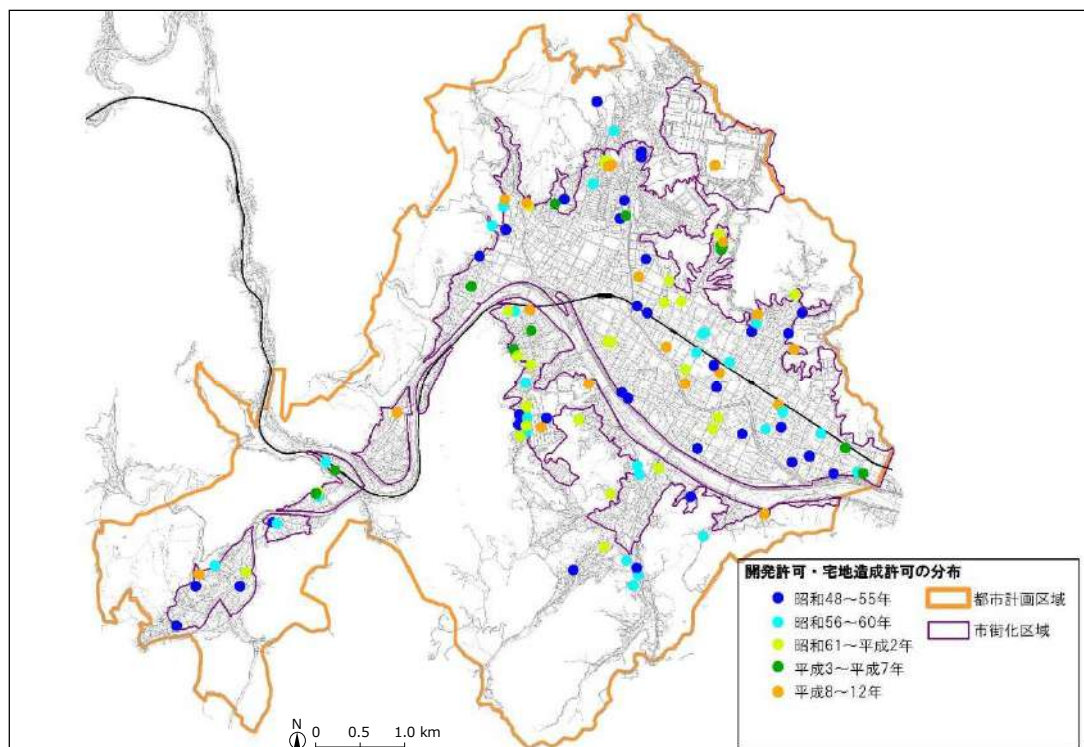 開発許可・宅地造成許可の分布
昭和48～55年
昭和56～60年
昭和61～平成2年
平成3～平成7年
平成8～12年
都市計画区域
市街化区域
N
0 0.5 1.0 km